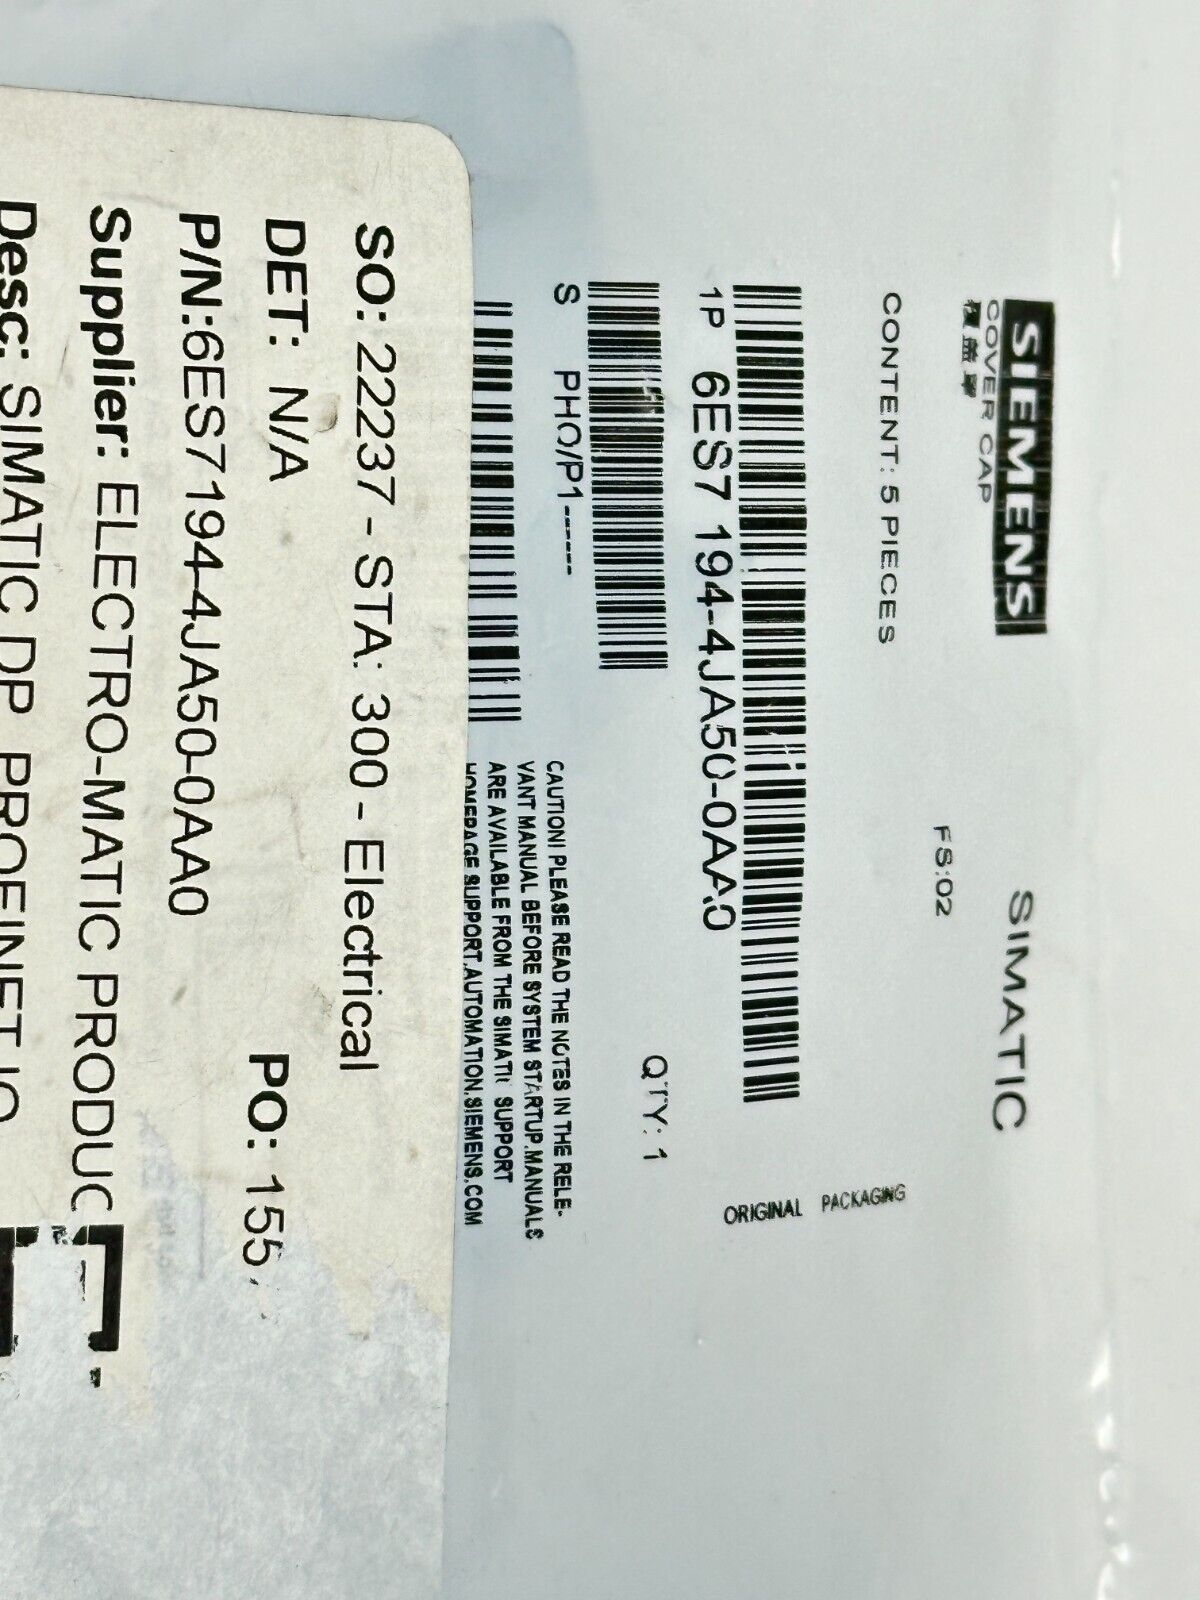 SIEMENS
SIMATIC
COVER CAP
模盖罩
FS:02
CONTENT: 5 PIECES
ORIGINAL PACKAGING
1P 6ES7 194-4JA50-0AA0
QTY: 1
S PHO/P1-----
CAUTION! PLEASE READ THE NOTES IN THE RELE-
VANT MANUAL BEFORE SYSTEM STARTUP.MANUALS
ARE AVAILABLE FROM THE SIMATIC SUPPORT
HOMEPAGE SUPPORT.AUTOMATION.SIEMENS.COM
SO: 22237 - STA: 300 - Electrical
DET: N/A PO: 155
P/N:6ES7194-4JA50-0AA0
Supplier: ELECTRO-MATIC PRODUC
Desc: SIMATIC DP PROFINET IO